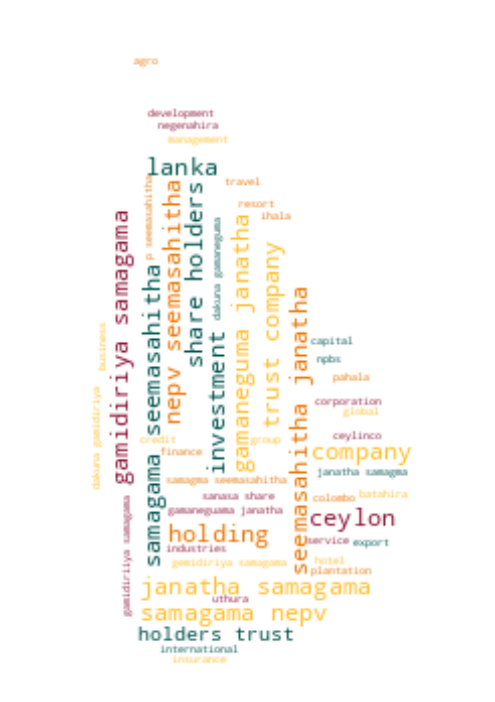 agro
development
negenahira
management
lanka
travel
p seemasahitha
nepv seemasahitha
share holders
resort
ihala
gamidiriya samagama
dakuna gamaneguma
gamaneguma janatha
trust company
samagama seemasahitha
seemasahitha janatha
business
investment
capital
npbs
pahala
dakuna gamidiriya
corporation
global
ceylinco
credit
group
finance
company
janatha samagma
samagma seemasahitha
sanasa share
colombo
batahira
gamidiriiya samagama
gamaneguama janatha
ceylon
holding
service
export
industries
gemidiriya samagama
hotel
plantation
janatha samagama
uthura
samagama nepv
holders trust
international
insurance